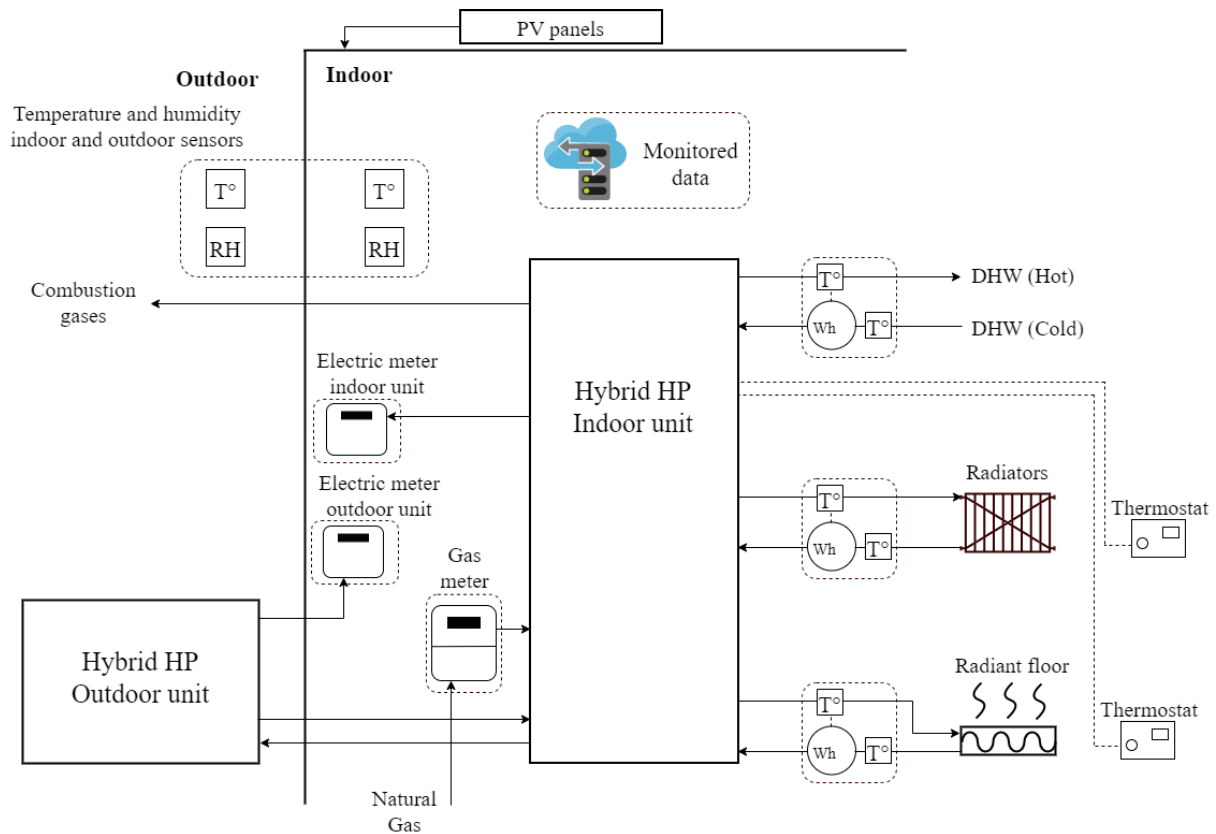 PV panels
Outdoor
Indoor
Temperature and humidity
indoor and outdoor sensors
Monitored
data
T°
T°
RH
RH
Combustion
gases
T°
DHW (Hot)
Wh
T°
DHW (Cold)
Electric meter
indoor unit
Hybrid HP
Indoor unit
Electric meter
outdoor unit
Radiators
T°
Wh
T°
Thermostat
Gas
meter
Hybrid HP
Outdoor unit
Radiant floor
T°
Wh
T°
Thermostat
Natural
Gas